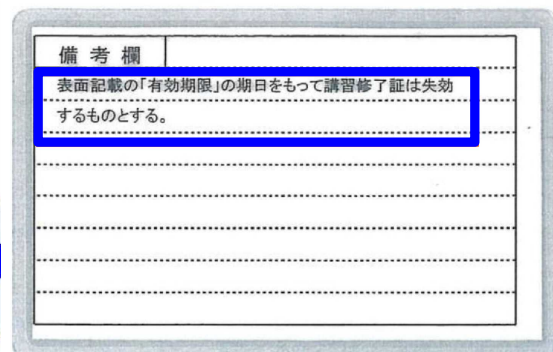 備考欄
表面記載の「有効期限」の期日をもって講習修了証は失効
するものとする。